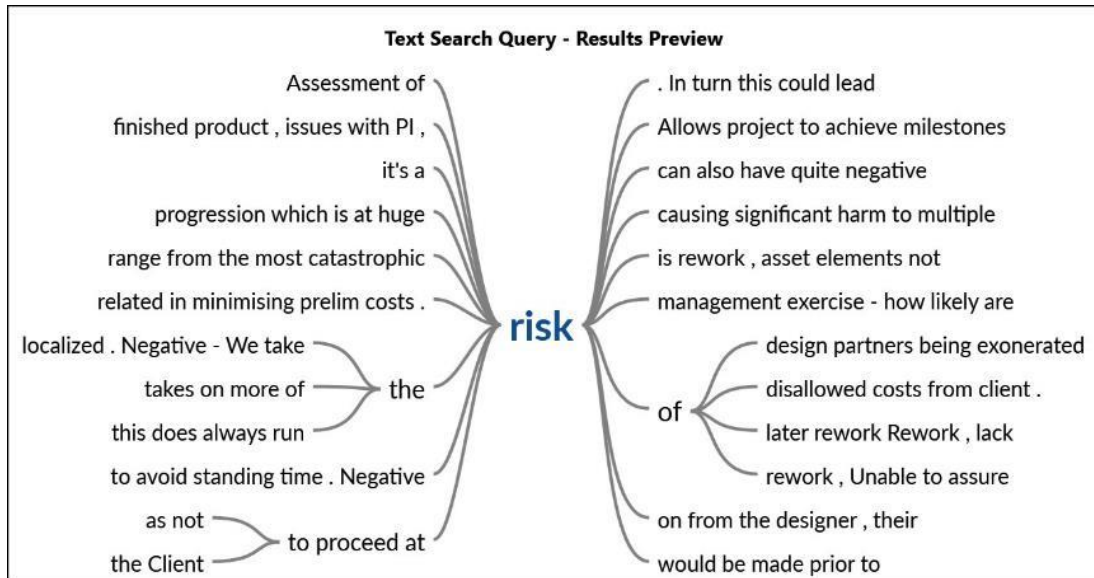 Text Search Query - Results Preview
Assessment of
finished product , issues with PI ,
it's a
progression which is at huge
range from the most catastrophic
related in minimising prelim costs .
localized . Negative - We take
takes on more of
this does always run
the
to avoid standing time . Negative
as not
the Client
to proceed at
risk
. In turn this could lead
Allows project to achieve milestones
can also have quite negative
causing significant harm to multiple
is rework , asset elements not
management exercise - how likely are
of
design partners being exonerated
disallowed costs from client .
later rework Rework , lack
rework , Unable to assure
on from the designer , their
would be made prior to